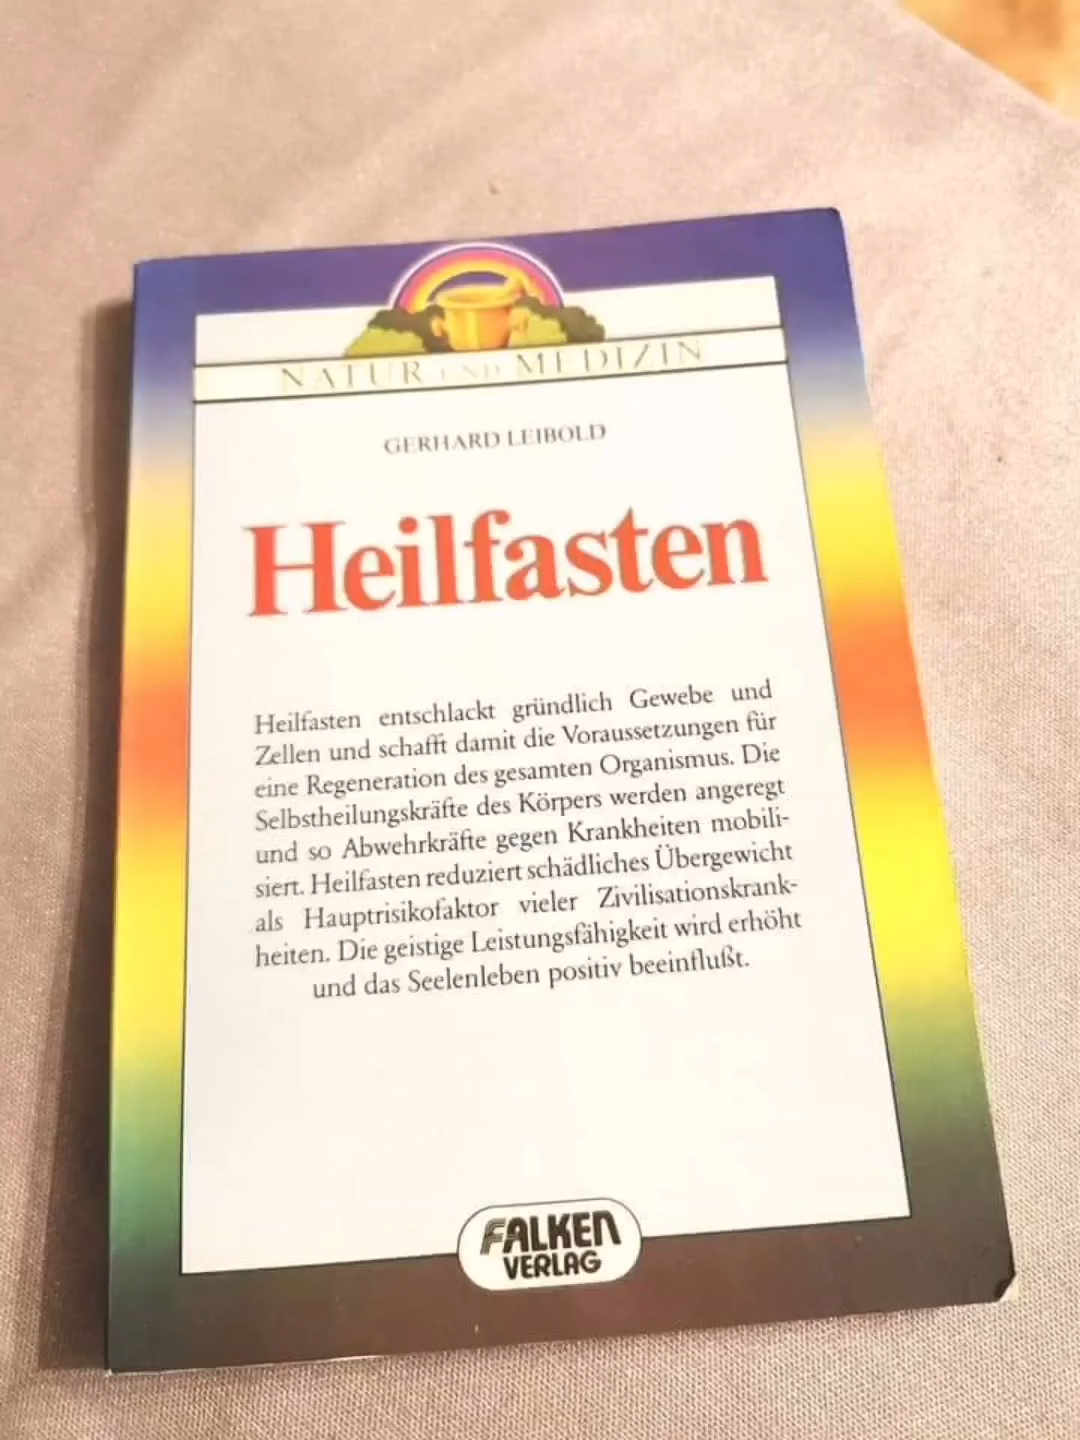 NATUR UND MEDIZIN
GERHARD LEIBOLD
Heilfasten
Heilfasten entschlackt gründlich Gewebe und
Zellen und schafft damit die Voraussetzungen für
eine Regeneration des gesamten Organismus. Die
Selbstheilungskräfte des Körpers werden angeregt
und so Abwehrkräfte gegen Krankheiten mobili-
siert. Heilfasten reduziert schädliches Übergewicht
als Hauptrisikofaktor vieler Zivilisationskrank-
heiten. Die geistige Leistungsfähigkeit wird erhöht
und das Seelenleben positiv beeinflußt.
FALKEN
VERLAG